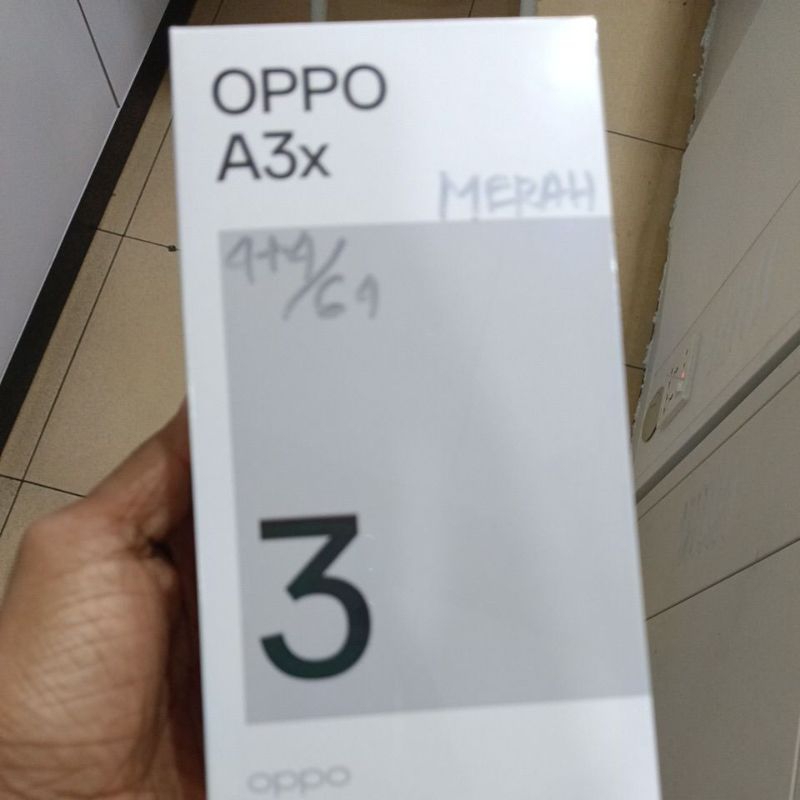 OPPO
A3x
MERAH
4+4/64
3
oppo